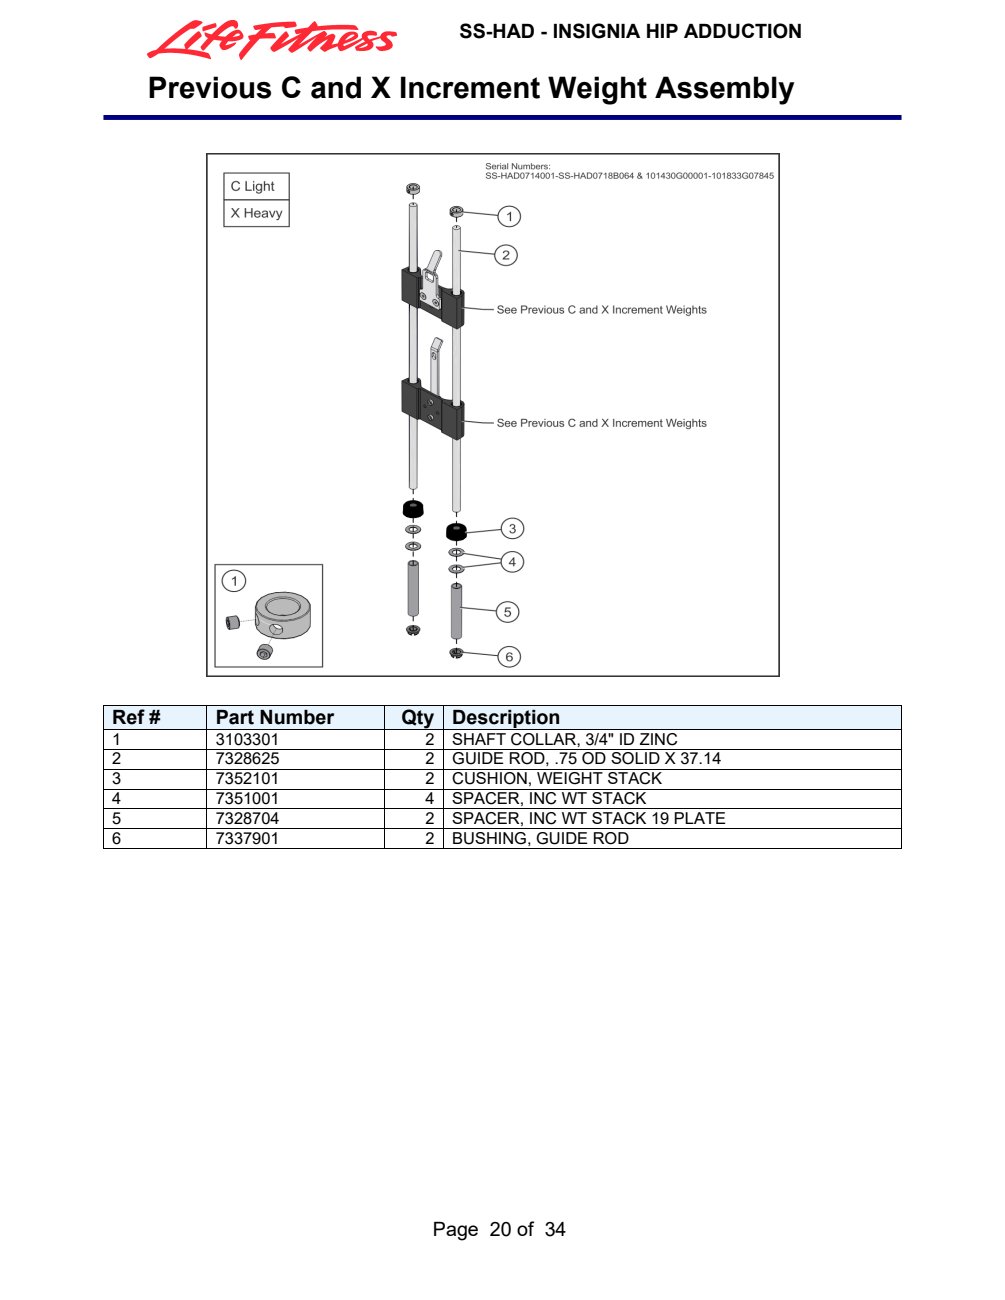 LifeFitness
SS-HAD - INSIGNIA HIP ADDUCTION
Previous C and X Increment Weight Assembly
Serial Numbers:
SS-HAD0714001-SS-HAD0718B064 & 101430G00001-101833G07845
C Light
X Heavy
1
2
See Previous C and X Increment Weights
See Previous C and X Increment Weights
3
4
1
5
6
Ref # Part Number Qty Description
1 3103301 2 SHAFT COLLAR, 3/4" ID ZINC
2 7328625 2 GUIDE ROD, .75 OD SOLID X 37.14
3 7352101 2 CUSHION, WEIGHT STACK
4 7351001 4 SPACER, INC WT STACK
5 7328704 2 SPACER, INC WT STACK 19 PLATE
6 7337901 2 BUSHING, GUIDE ROD
Page 20 of 34